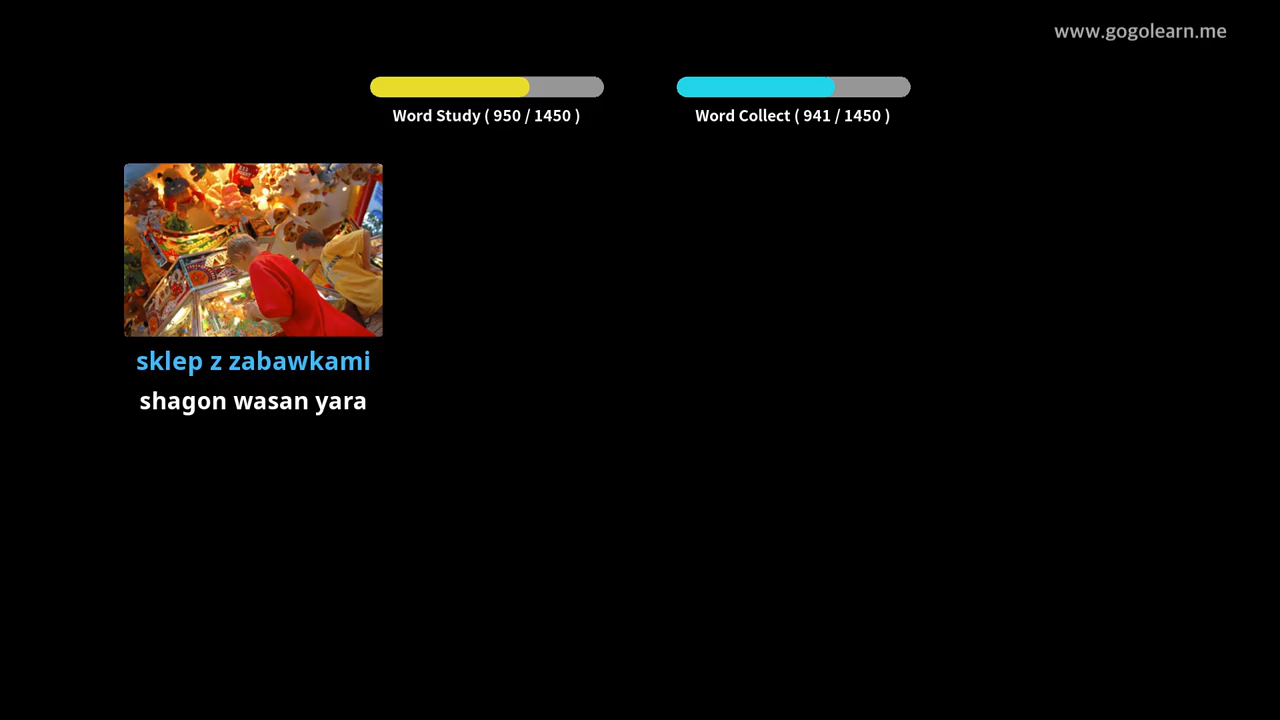 www.gogolearn.me
Word Study ( 950 / 1450 )
Word Collect ( 941 / 1450 )
sklep z zabawkami
shagon wasan yara